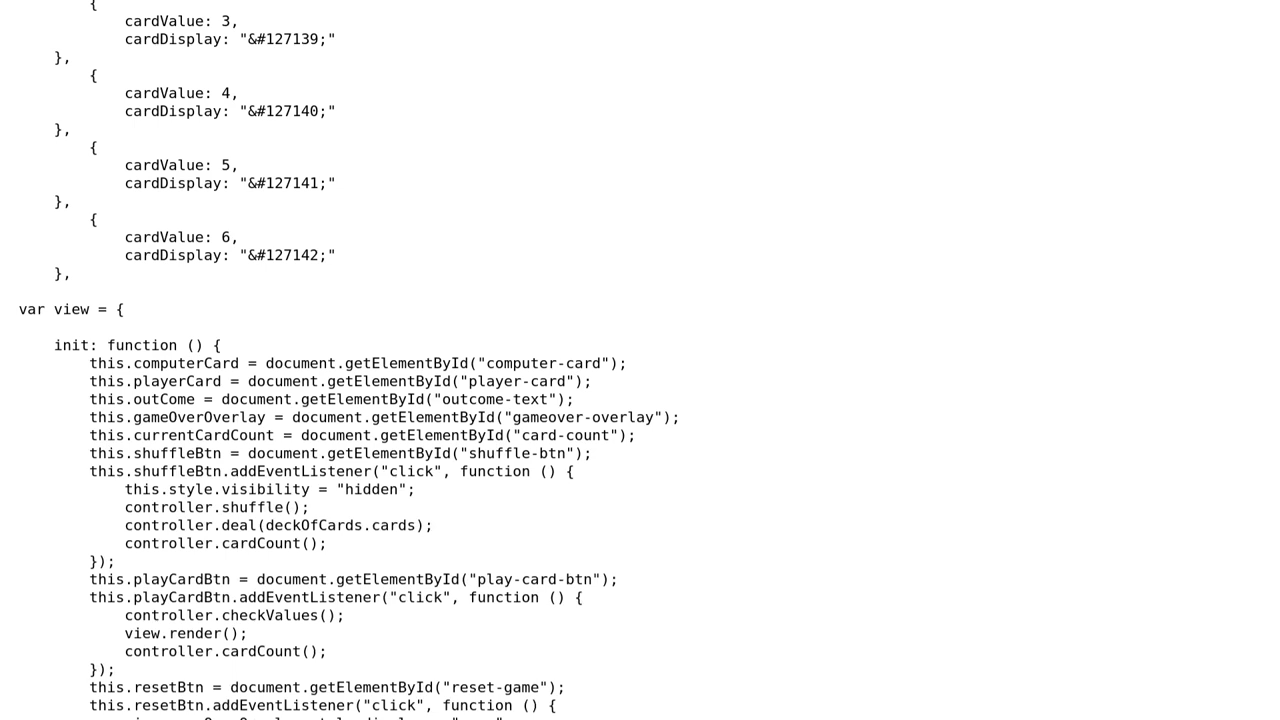 {
cardValue: 3,
cardDisplay: "&#127139;"
},
{
cardValue: 4,
cardDisplay: "&#127140;"
},
{
cardValue: 5,
cardDisplay: "&#127141;"
},
{
cardValue: 6,
cardDisplay: "&#127142;"
},
var view = {
init: function () {
this.computerCard = document.getElementById("computer-card");
this.playerCard = document.getElementById("player-card");
this.outCome = document.getElementById("outcome-text");
this.gameOverOverlay = document.getElementById("gameover-overlay");
this.currentCardCount = document.getElementById("card-count");
this.shuffleBtn = document.getElementById("shuffle-btn");
this.shuffleBtn.addEventListener("click", function () {
this.style.visibility = "hidden";
controller.shuffle();
controller.deal(deckOfCards.cards);
controller.cardCount();
});
this.playCardBtn = document.getElementById("play-card-btn");
this.playCardBtn.addEventListener("click", function () {
controller.checkValues();
view.render();
controller.cardCount();
});
this.resetBtn = document.getElementById("reset-game");
this.resetBtn.addEventListener("click", function () {